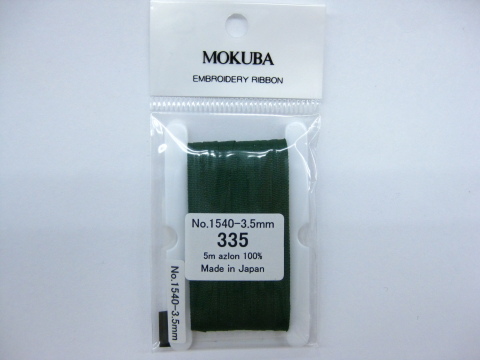 MOKUBA
EMBROIDERY RIBBON
No.1540-3.5mm
335
5m azlon 100%
Made in Japan
No.1540-3.5mm